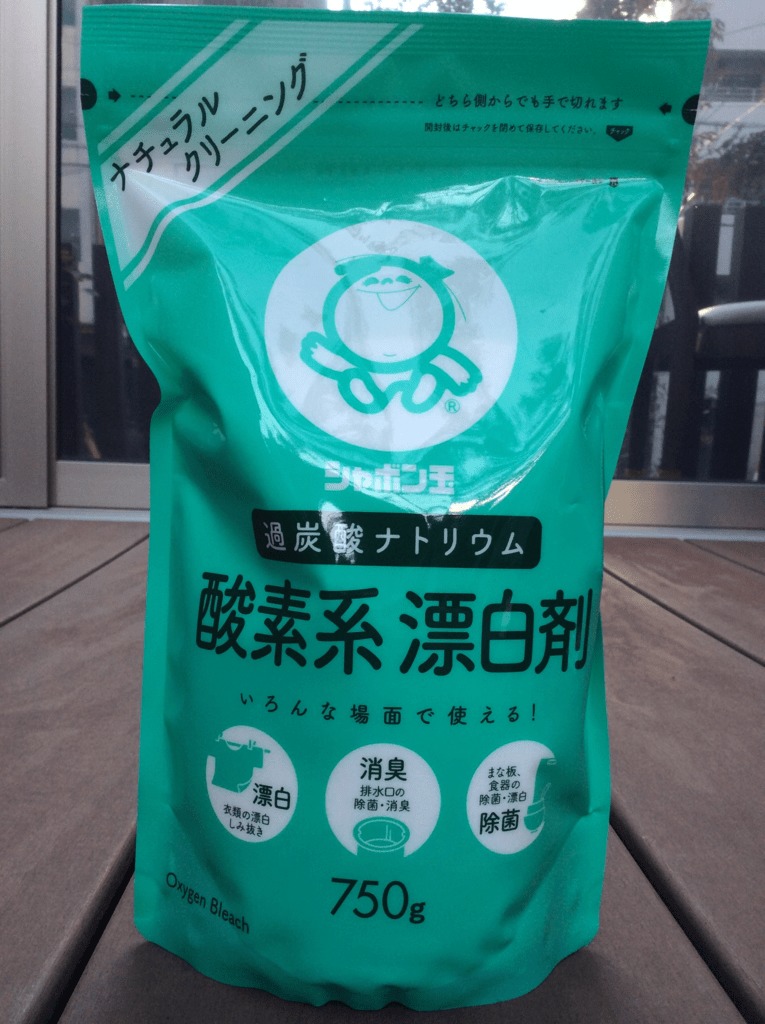 ナチュラル
クリーニング
どちら側からでも手で切れます
開封後はチャックを閉めて保存してください。
チャック
®
シャボン玉
過炭酸ナトリウム
酸素系 漂白剤
いろんな場面で使える!
漂白
衣類の漂白
しみ抜き
消臭
排水口の
除菌・消臭
まな板、
食器の
除菌・漂白
除菌
Oxygen Bleach
750g